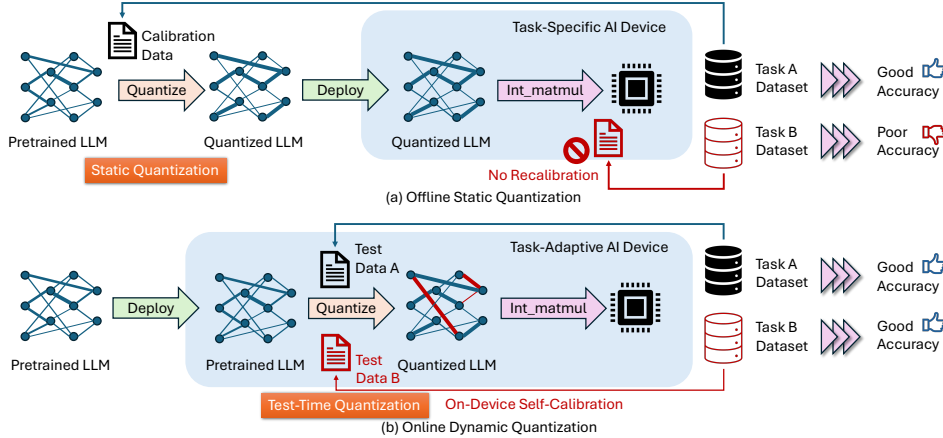 Calibration
Data
Task-Specific AI Device
Quantize
Deploy
Int_matmul
Pretrained LLM
Quantized LLM
Quantized LLM
Static Quantization
No Recalibration
Task A
Dataset
Good
Accuracy
Task B
Dataset
Poor
Accuracy
(a) Offline Static Quantization
Test
Data A
Task-Adaptive AI Device
Deploy
Quantize
Int_matmul
Pretrained LLM
Pretrained LLM
Quantized LLM
Test
Data B
Test-Time Quantization
On-Device Self-Calibration
Task A
Dataset
Good
Accuracy
Task B
Dataset
Good
Accuracy
(b) Online Dynamic Quantization